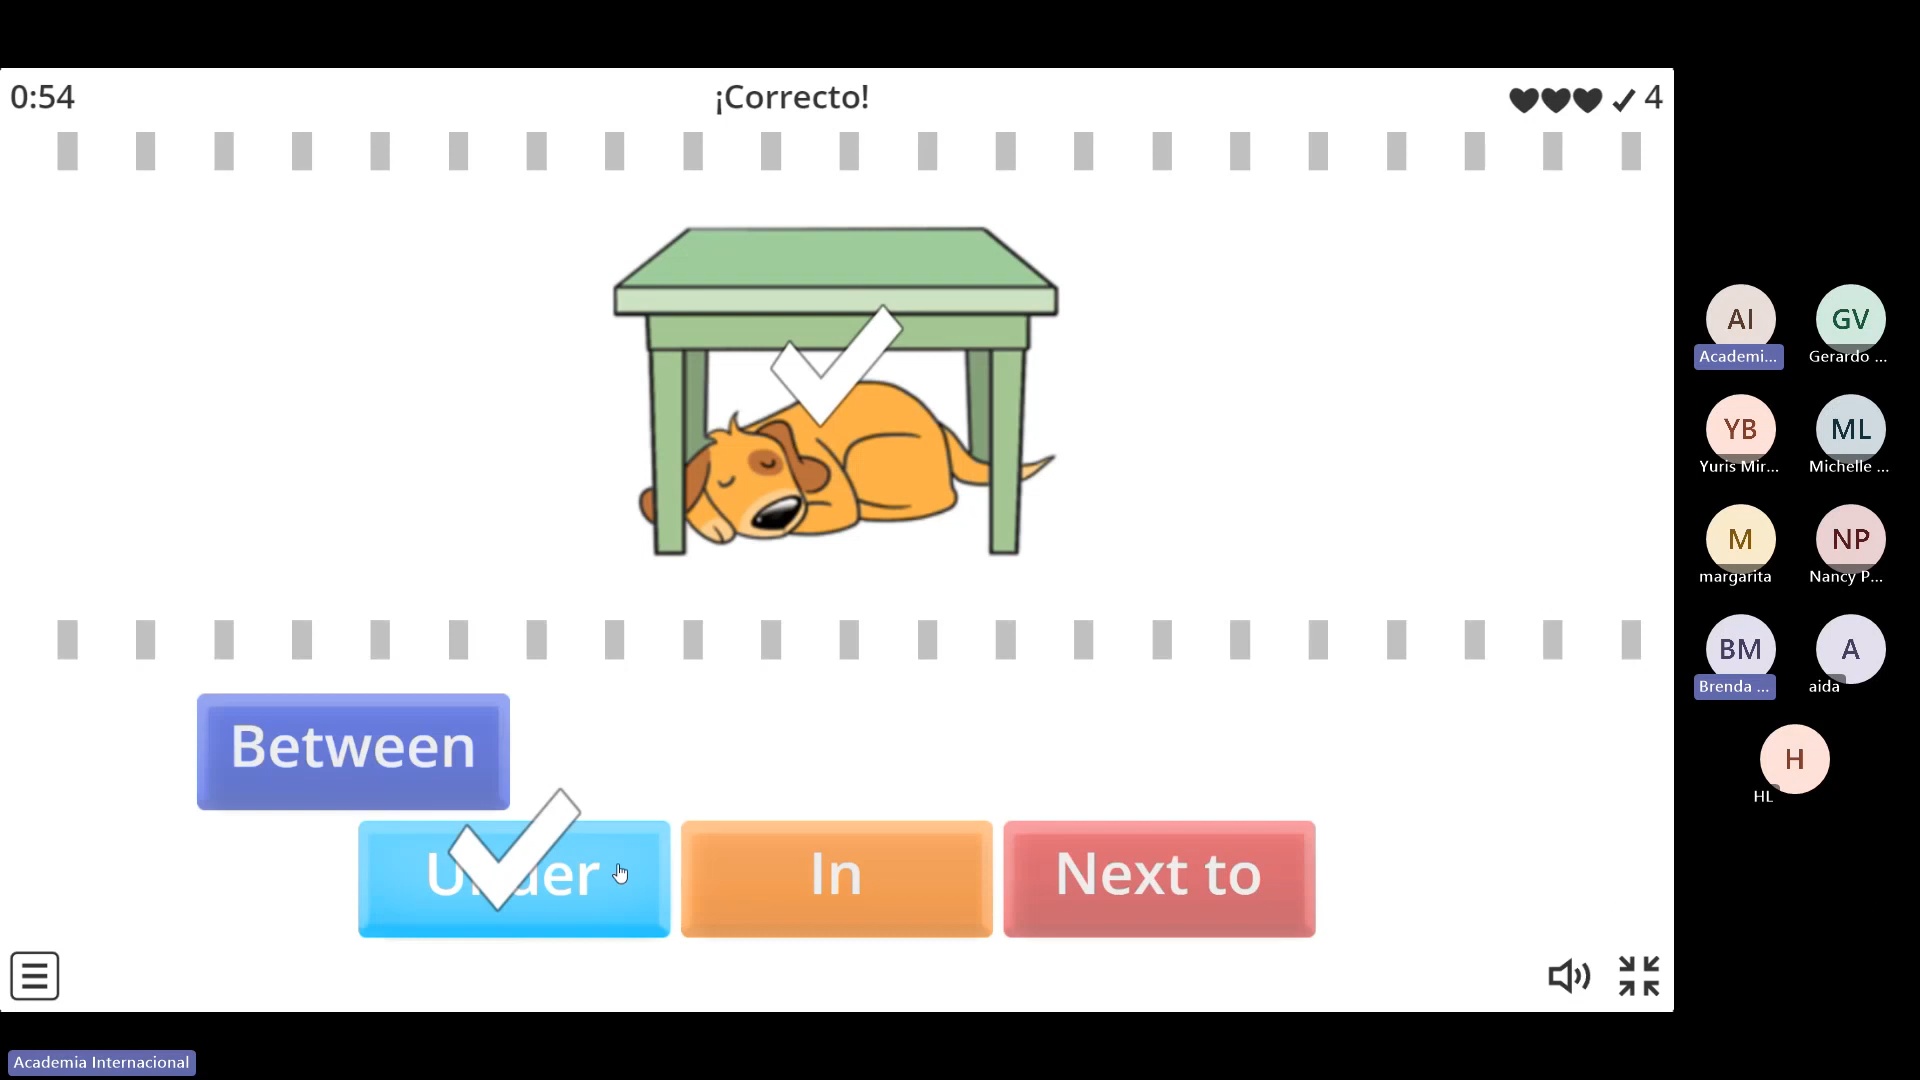 0:54
¡Correcto!
4
Between
In
Next to
AI
Academi...
GV
Gerardo ...
YB
Yuris Mir...
ML
Michelle ...
M
margarita
NP
Nancy P...
BM
Brenda ...
A
aida
H
HL
Academia Internacional